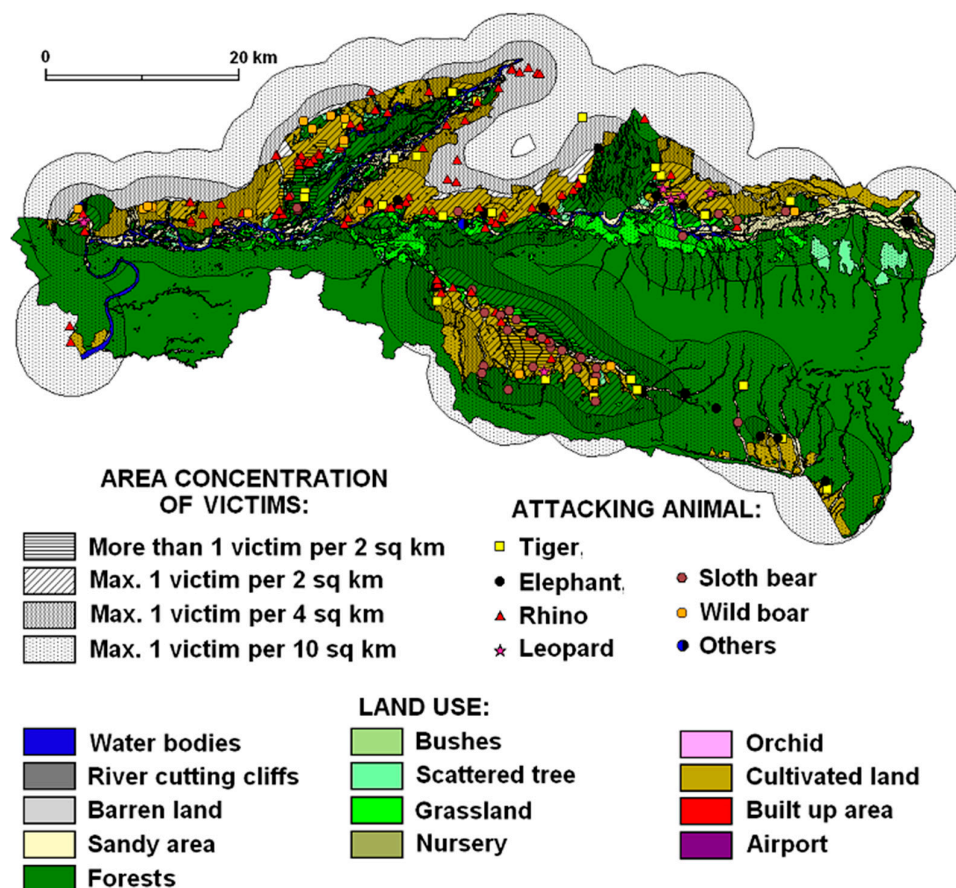 0 20 km
AREA CONCENTRATION
OF VICTIMS:
More than 1 victim per 2 sq km
Max. 1 victim per 2 sq km
Max. 1 victim per 4 sq km
Max. 1 victim per 10 sq km
ATTACKING ANIMAL:
Tiger,
Elephant,
Rhino
Leopard
Sloth bear
Wild boar
Others
LAND USE:
Water bodies
River cutting cliffs
Barren land
Sandy area
Forests
Bushes
Scattered tree
Grassland
Nursery
Orchid
Cultivated land
Built up area
Airport